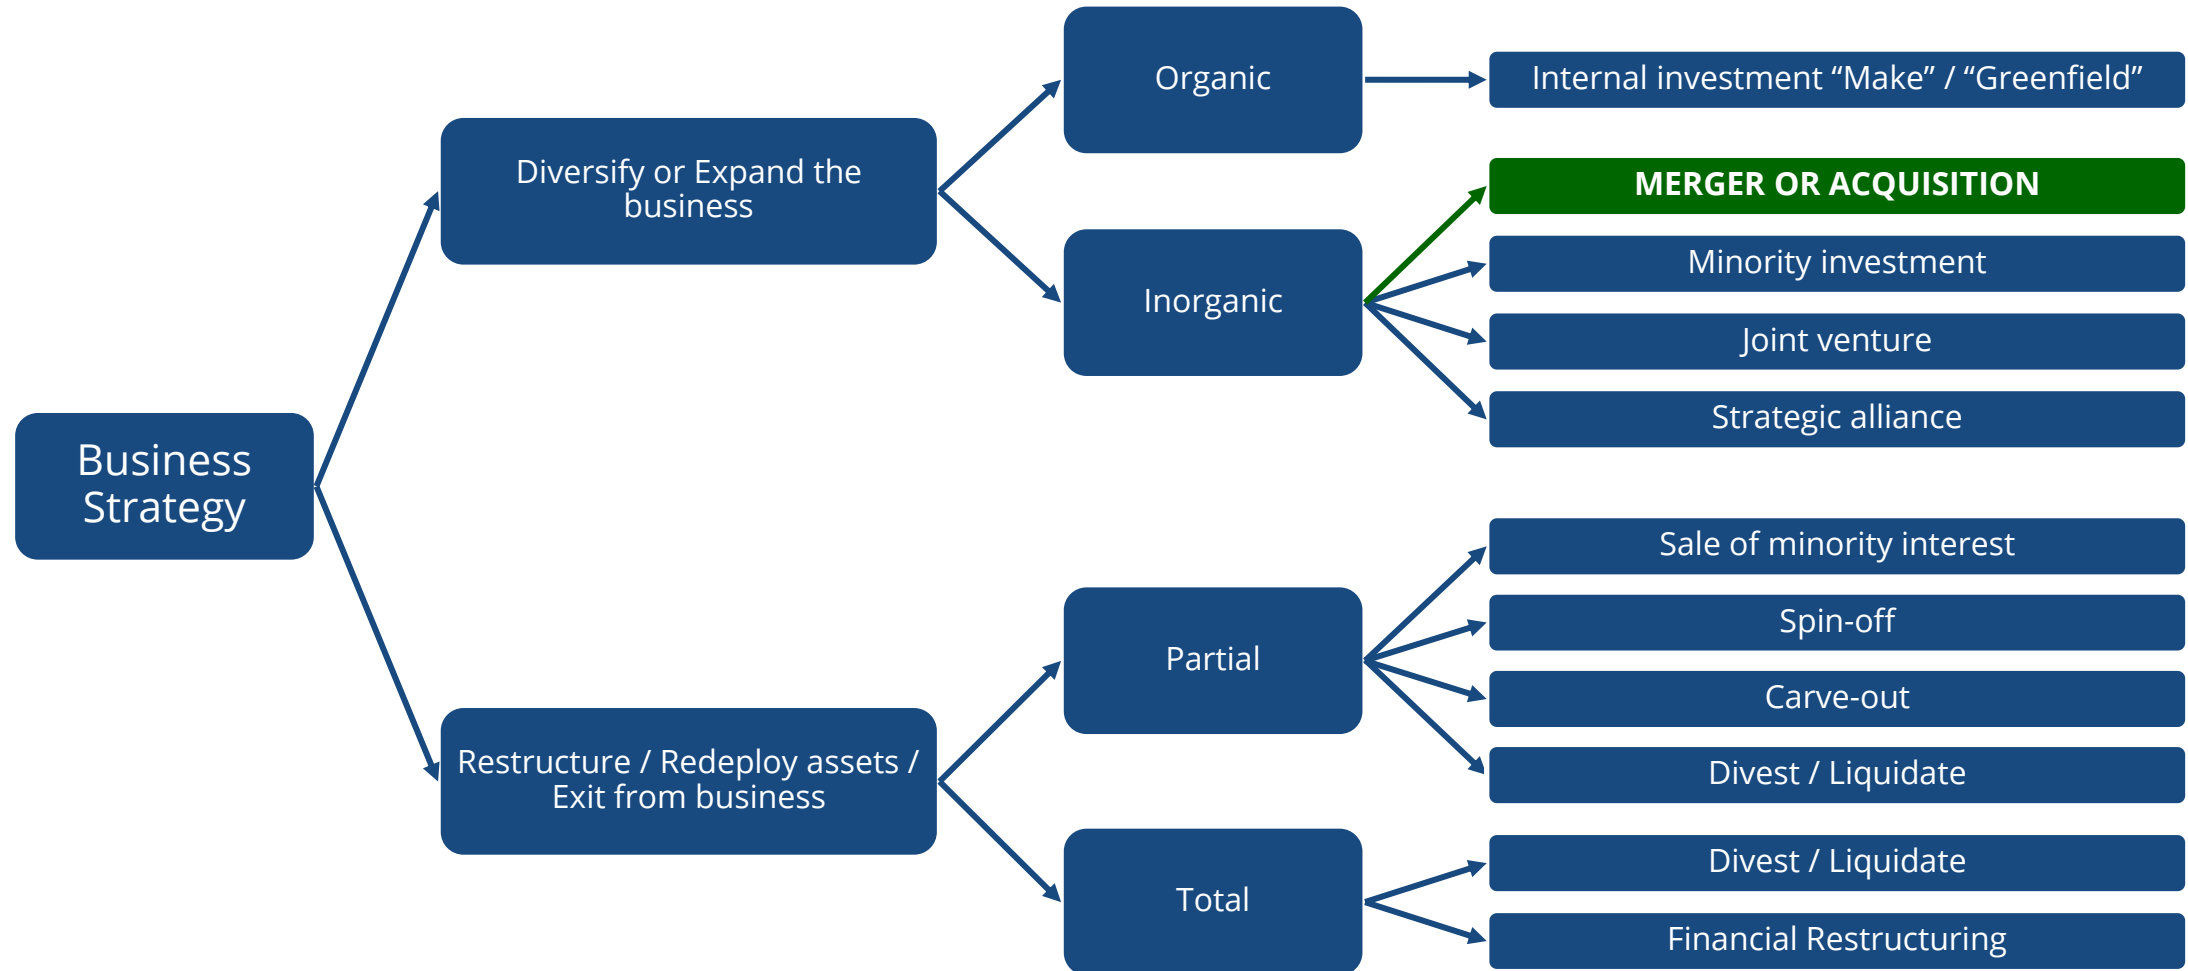 Business
Strategy
Diversify or Expand the
business
Restructure / Redeploy assets /
Exit from business
Organic
Inorganic
Partial
Total
Internal investment “Make” / “Greenfield”
MERGER OR ACQUISITION
Minority investment
Joint venture
Strategic alliance
Sale of minority interest
Spin-off
Carve-out
Divest / Liquidate
Divest / Liquidate
Financial Restructuring